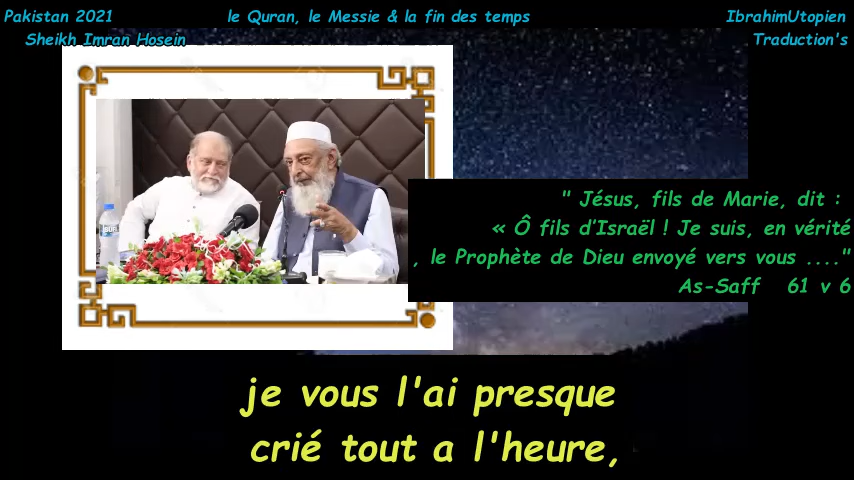 Pakistan 2021 le Quran, le Messie & la fin des temps IbrahimUtopien
Sheikh Imran Hosein Traduction's
" Jésus, fils de Marie, dit :
« Ô fils d'Israël ! Je suis, en vérité
, le Prophète de Dieu envoyé vers vous ...."
As-Saff 61 v 6
je vous l'ai presque
crié tout a l'heure,